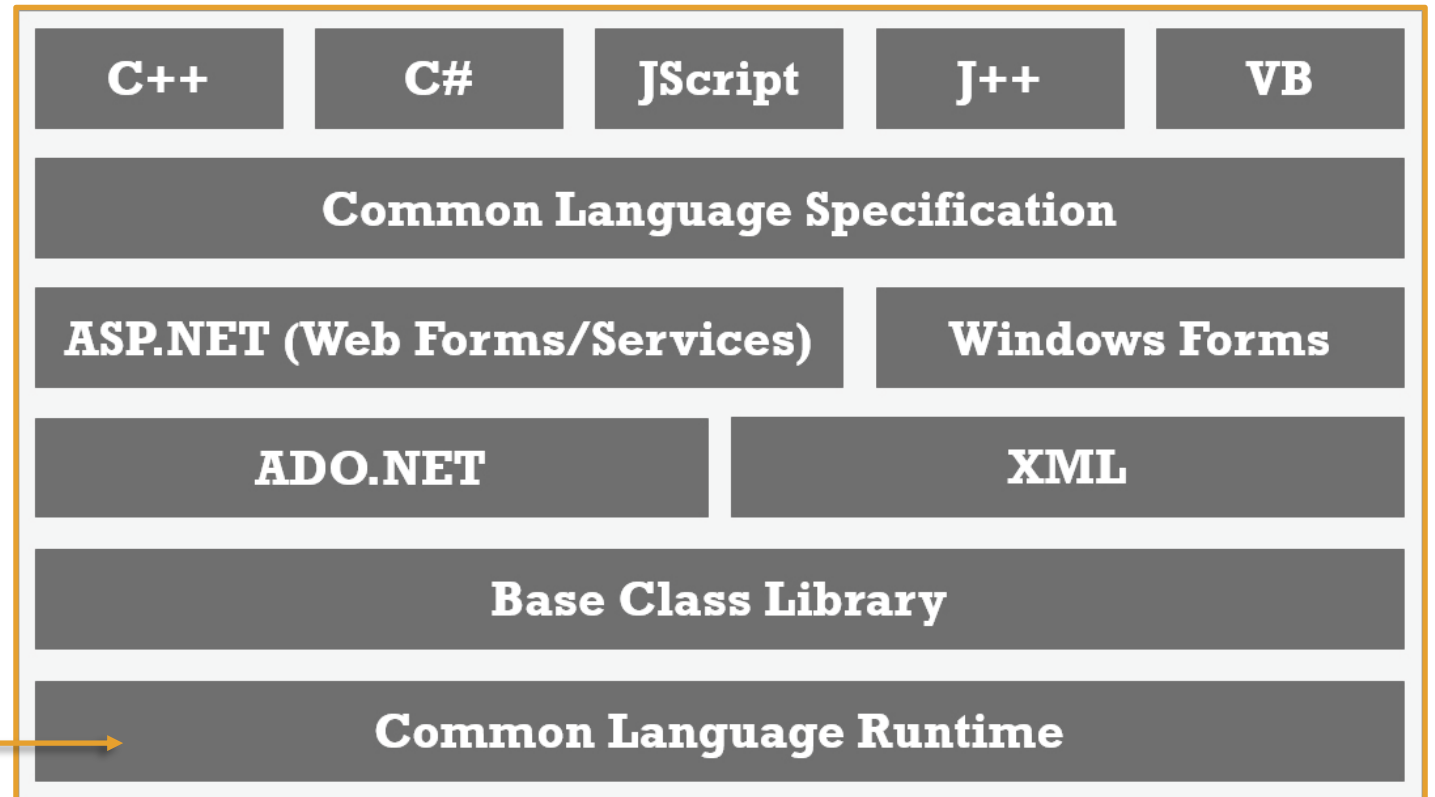 C++
C#
JScript
J++
VB
Common Language Specification
ASP.NET (Web Forms/Services)
Windows Forms
ADO.NET
XML
Base Class Library
Common Language Runtime